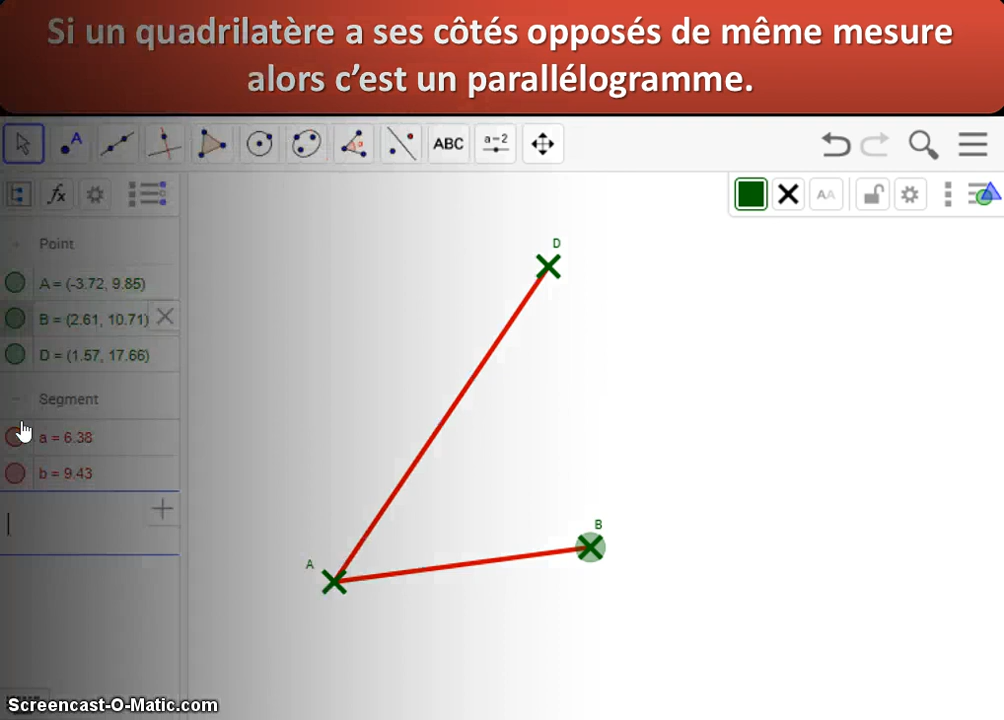 Si un quadrilatère a ses côtés opposés de même mesure
alors c’est un parallélogramme.
ABC
a=2
fx
AA
Point
A = (-3.72, 9.85)
B = (2.61, 10.71)
D = (1.57, 17.66)
Segment
a = 6.38
b = 9.43
D
B
A
Screencast-O-Matic.com